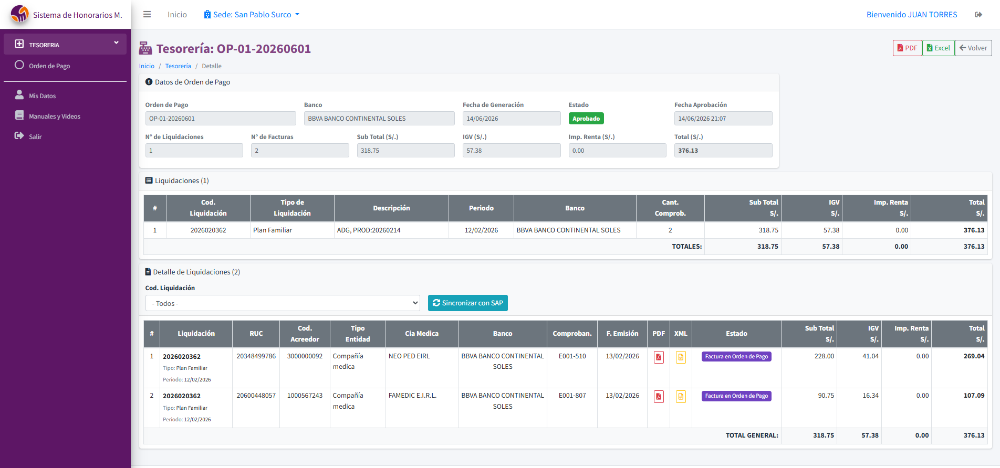 Sistema de Honorarios M.
Inicio
Sede: San Pablo Surco
Bienvenido JUAN TORRES
TESORERIA
Orden de Pago
Mis Datos
Manuales y Videos
Salir
Tesorería: OP-01-20260601
PDF Excel Volver
Inicio / Tesorería / Detalle
Datos de Orden de Pago
Orden de Pago Banco Fecha de Generación Estado Fecha Aprobación
OP-01-20260601 BBVA BANCO CONTINENTAL SOLES 14/06/2026 Aprobado 14/06/2026 21:07
N° de Liquidaciones N° de Facturas Sub Total (S/.) IGV (S/.) Imp. Renta (S/.) Total (S/.)
1 2 318.75 57.38 0.00 376.13
Liquidaciones (1)
# Cod. Liquidación Tipo de Liquidación Descripción Periodo Banco Cant. Comprob. Sub Total S/. IGV S/. Imp. Renta S/. Total S/.
1 2026020362 Plan Familiar ADG, PROD:20260214 12/02/2026 BBVA BANCO CONTINENTAL SOLES 2 318.75 57.38 0.00 376.13
TOTALES: 318.75 57.38 0.00 376.13
Detalle de Liquidaciones (2)
Cod. Liquidación
- Todos - Sincronizar con SAP
# Liquidación RUC Cod. Acreedor Tipo Entidad Cia Medica Banco Comproban. F. Emisión PDF XML Estado Sub Total S/. IGV S/. Imp. Renta S/. Total S/.
1 2026020362 20348499786 3000000092 Compañía medica NEO PED EIRL BBVA BANCO CONTINENTAL SOLES E001-510 13/02/2026 Factura en Orden de Pago 228.00 41.04 0.00 269.04
Tipo: Plan Familiar
Periodo: 12/02/2026
2 2026020362 20600448057 1000567243 Compañía medica FAMEDIC E.I.R.L. BBVA BANCO CONTINENTAL SOLES E001-807 13/02/2026 Factura en Orden de Pago 90.75 16.34 0.00 107.09
Tipo: Plan Familiar
Periodo: 12/02/2026
TOTAL GENERAL: 318.75 57.38 0.00 376.13